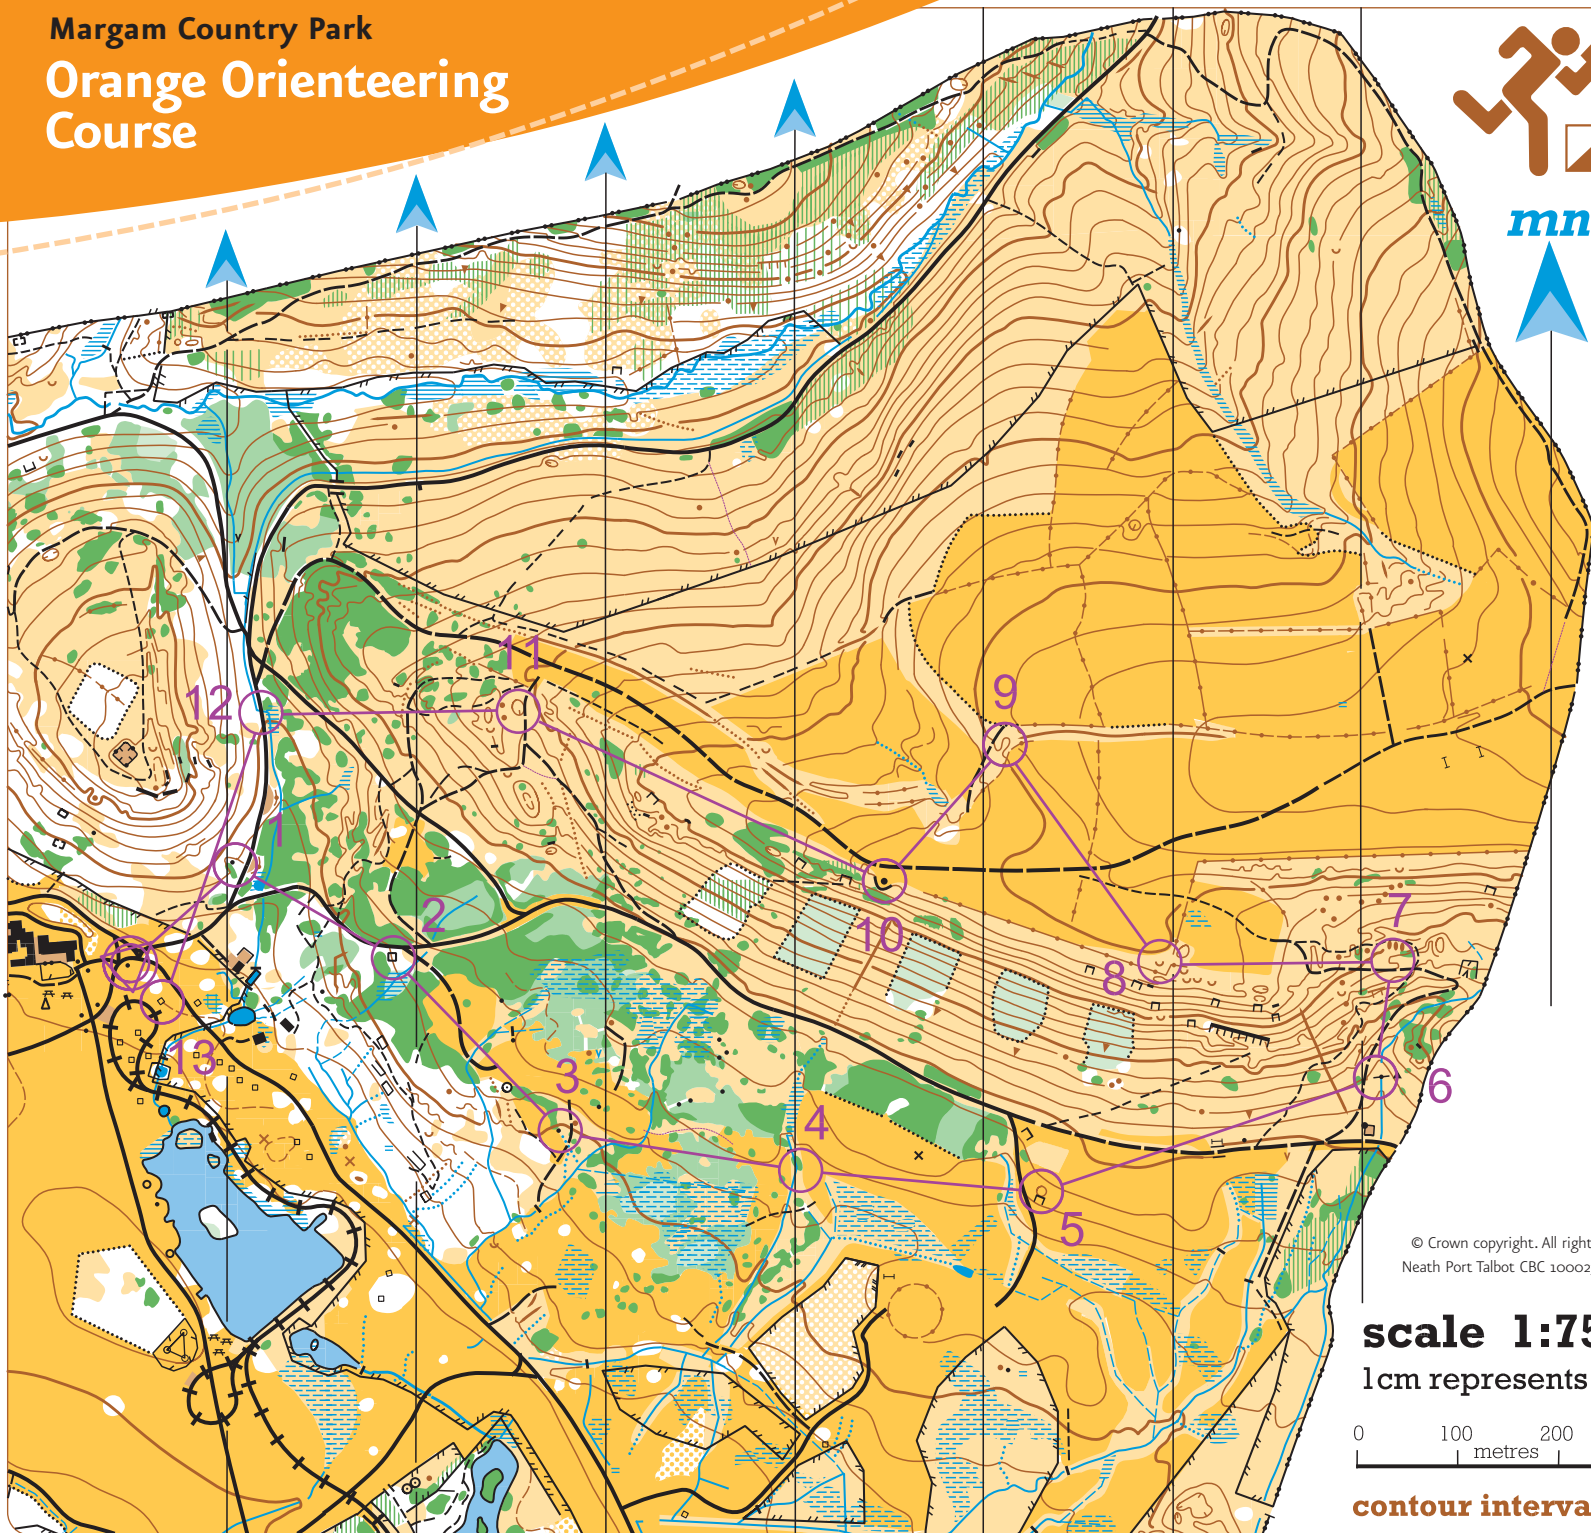 Margam Country Park
Orange Orienteering
Course
mn
11
12
9
1
2
10
7
8
3
13
6
4
5
© Crown copyright. All right
Neath Port Talbot CBC 10002
scale 1:75
1cm represents
0 100 200
metres
contour interva